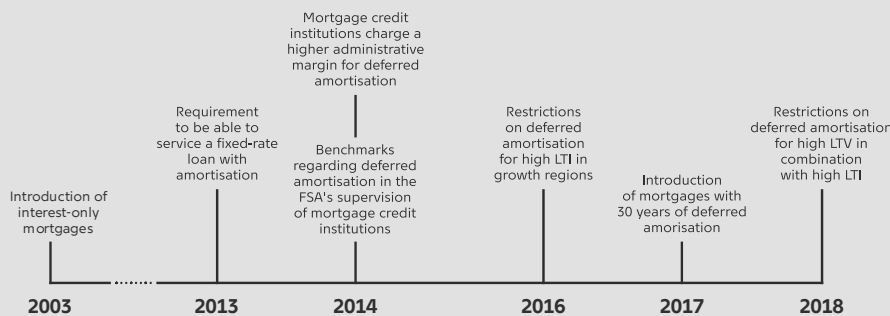 Introduction of
interest-only
mortgages
Requirement
to be able to
service a fixed-rate
loan with
amortisation
Mortgage credit
institutions charge a
higher administrative
margin for deferred
amortisation
Benchmarks
regarding deferred
amortisation in the
FSA's supervision
of mortgage credit
institutions
Restrictions
on deferred
amortisation
for high LTI in
growth regions
Introduction
of mortgages with
30 years of deferred
amorisation
Restrictions on
deferred amortisation
for high LTV in
combination
with high LTI
2003
2013
2014
2016
2017
2018